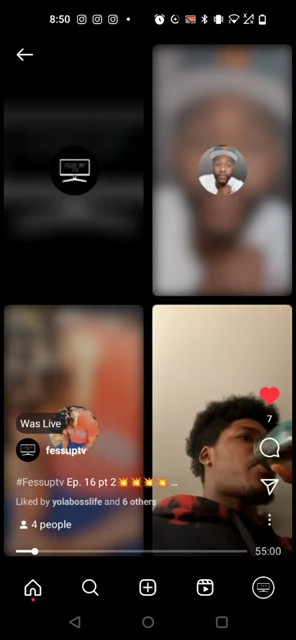 8:50
Was Live
fessuptv
#Fessuptv Ep. 16 pt 2💥💥💥💥 ...
Liked by yolabosslife and 6 others
4 people
7
55:00